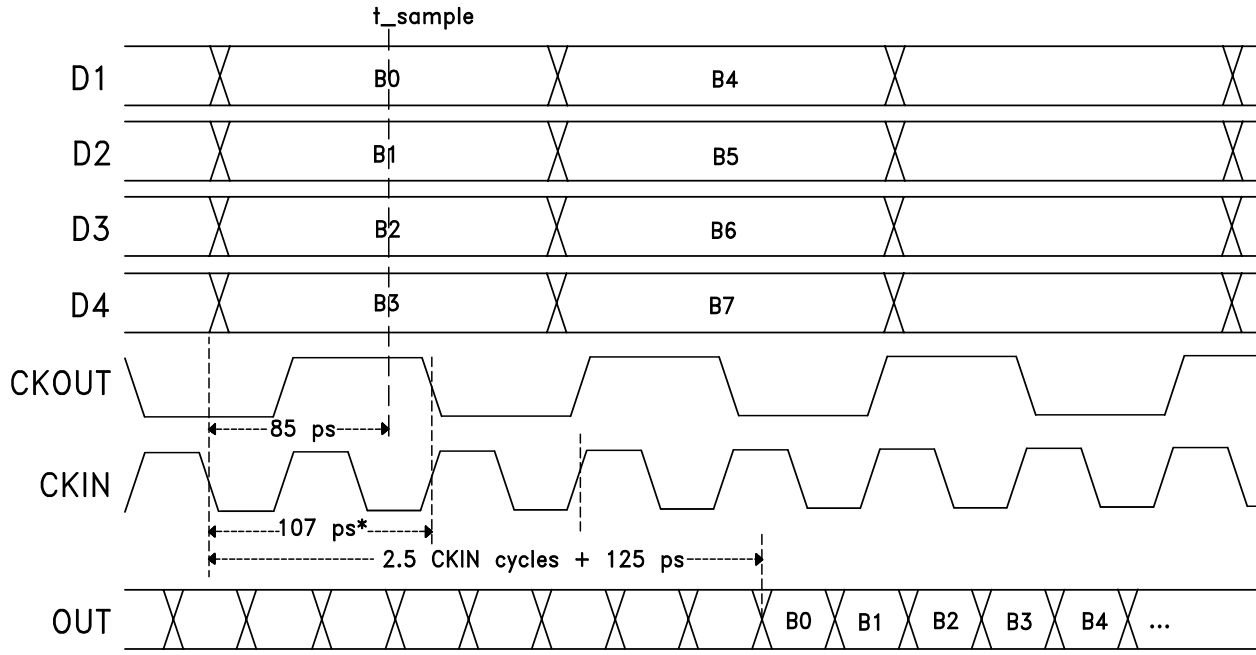 t_sample
D1 B0 B4
D2 B1 B5
D3 B2 B6
D4 B3 B7
CKOUT
85 ps
CKIN
107 ps*
2.5 CKIN cycles + 125 ps
OUT B0 B1 B2 B3 B4 ...